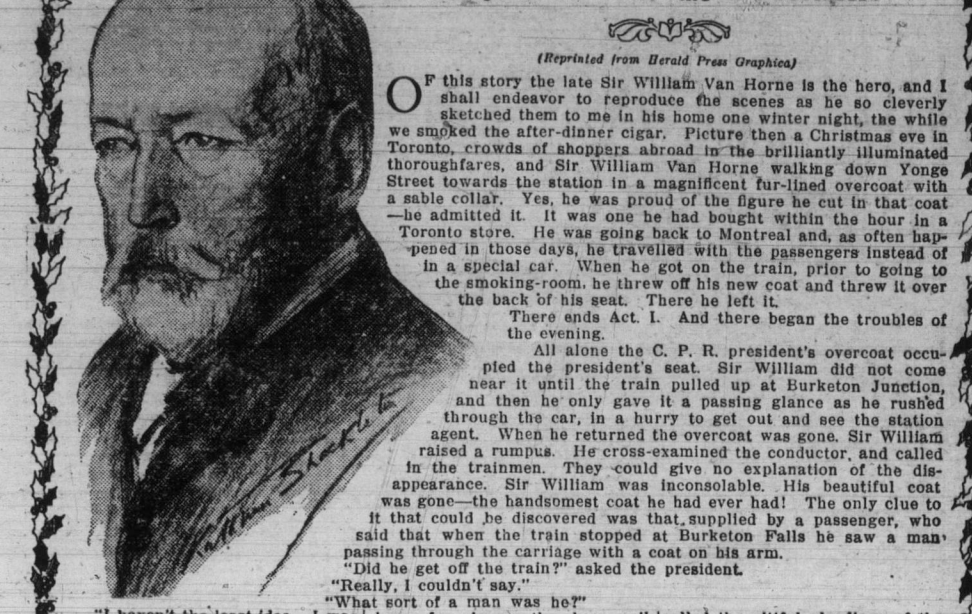 (Reprinted from Herald Press Graphica)
OF this story the late Sir William Van Horne is the hero, and I
shall endeavor to reproduce the scenes as he so cleverly
sketched them to me in his home one winter night, the while
we smoked the after-dinner cigar. Picture then a Christmas eve in
Toronto, crowds of shoppers abroad in the brilliantly illuminated
thoroughfares, and Sir William Van Horne walking down Yonge
Street towards the station in a magnificent fur-lined overcoat with
a sable collar. Yes, he was proud of the figure he cut in that coat
—he admitted it. It was one he had bought within the hour in a
Toronto store. He was going back to Montreal and, as often hap-
pened in those days, he travelled with the passengers instead of
in a special car. When he got on the train, prior to going to
the smoking-room, he threw off his new coat and threw it over
the back of his seat. There he left it.
There ends Act. I. And there began the troubles of
the evening.
All alone the C. P. R. president's overcoat occu-
pied the president's seat. Sir William did not come
near it until the train pulled up at Burketon Junction,
and then he only gave it a passing glance as he rushed
through the car, in a hurry to get out and see the station
agent. When he returned the overcoat was gone. Sir William
raised a rumpus. He cross-examined the conductor, and called
in the trainmen. They could give no explanation of the dis-
appearance. Sir William was inconsolable. His beautiful coat
was gone—the handsomest coat he had ever had! The only clue to
it that could be discovered was that supplied by a passenger, who
said that when the train stopped at Burketon Falls he saw a man
passing through the carriage with a coat on his arm.
"Did he get off the train?" asked the president.
"Really, I couldn't say."
"What sort of a man was he?"